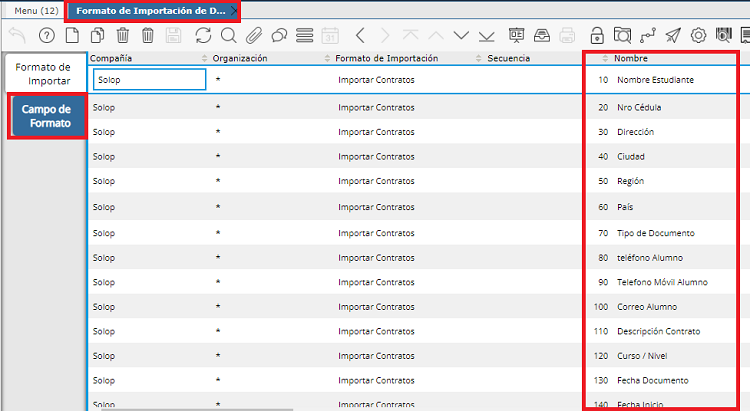 Menu (12) Formato de Importación de D...
Formato de Importar
Campo de Formato
Compañía Organización Formato de Importación Secuencia Nombre
Solop * Importar Contratos 10 Nombre Estudiante
Solop * Importar Contratos 20 Nro Cédula
Solop * Importar Contratos 30 Dirección
Solop * Importar Contratos 40 Ciudad
Solop * Importar Contratos 50 Región
Solop * Importar Contratos 60 País
Solop * Importar Contratos 70 Tipo de Documento
Solop * Importar Contratos 80 teléfono Alumno
Solop * Importar Contratos 90 Telefono Móvil Alumno
Solop * Importar Contratos 100 Correo Alumno
Solop * Importar Contratos 110 Descripción Contrato
Solop * Importar Contratos 120 Curso / Nivel
Solop * Importar Contratos 130 Fecha Documento
Solop * Importar Contratos 140 Fecha Inicio